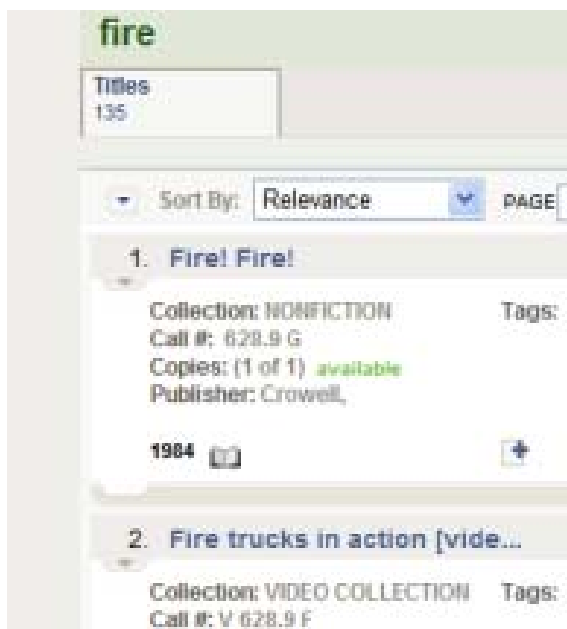 fire
Titles
135
Sort By: Relevance PAGE
1. Fire! Fire!
Collection: NONFICTION Tags:
Call #: 628.9 G
Copies: (1 of 1) available
Publisher: Crowell,
1984
2. Fire trucks in action [vide...
Collection: VIDEO COLLECTION Tags:
Call #: V 628.9 F